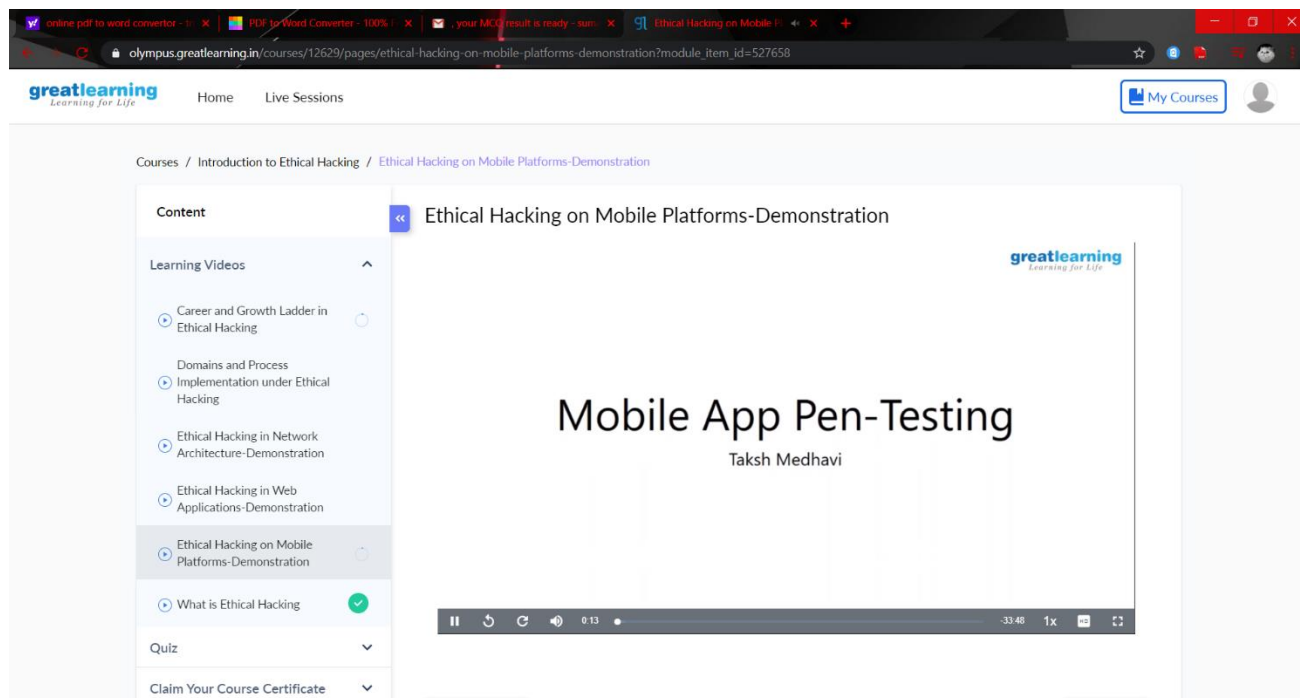 online pdf to word convertor - to
PDF to Word Converter - 100% F
, your MCQ result is ready - sum
Ethical Hacking on Mobile Pl
olympus.greatlearning.in/courses/12629/pages/ethical-hacking-on-mobile-platforms-demonstration?module_item_id=527658
greatlearning
Learning for Life
Home
Live Sessions
My Courses
Courses / Introduction to Ethical Hacking / Ethical Hacking on Mobile Platforms-Demonstration
Content
Learning Videos
Career and Growth Ladder in
Ethical Hacking
Domains and Process
Implementation under Ethical
Hacking
Ethical Hacking in Network
Architecture-Demonstration
Ethical Hacking in Web
Applications-Demonstration
Ethical Hacking on Mobile
Platforms-Demonstration
What is Ethical Hacking
Quiz
Claim Your Course Certificate
Ethical Hacking on Mobile Platforms-Demonstration
greatlearning
Learning for Life
Mobile App Pen-Testing
Taksh Medhavi
0:13
-33:48
1x